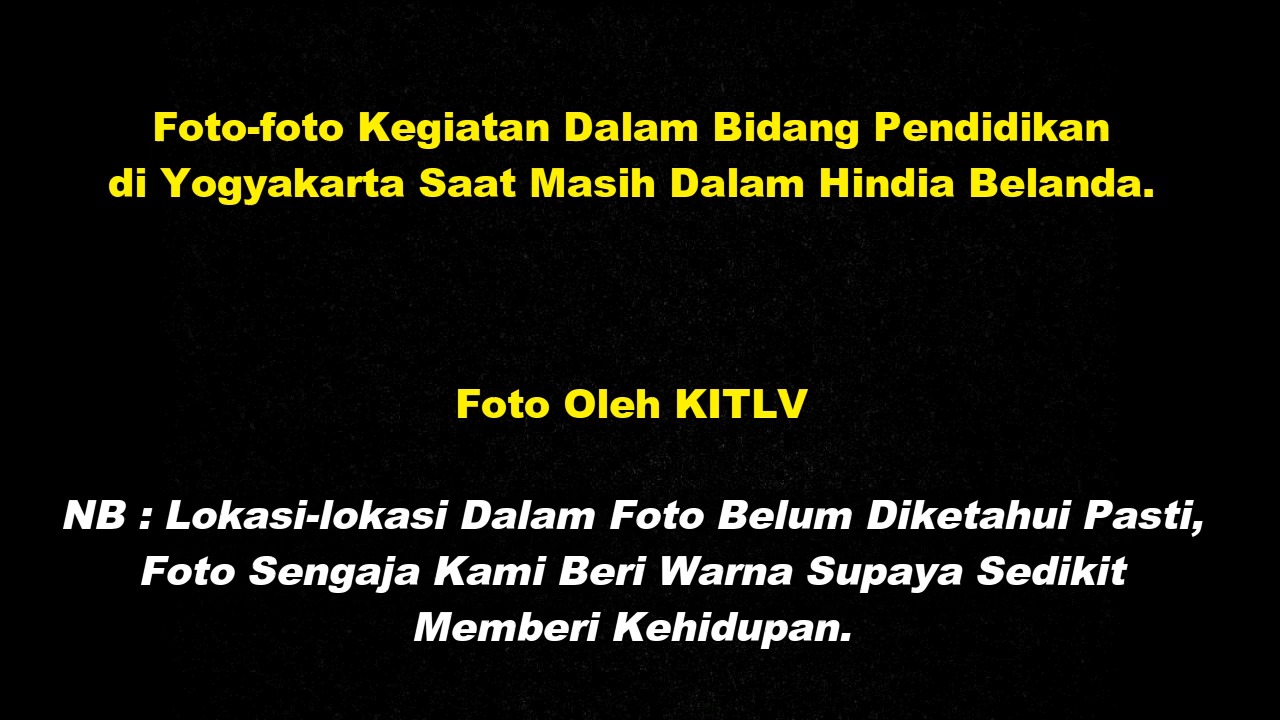 Foto-foto Kegiatan Dalam Bidang Pendidikan
di Yogyakarta Saat Masih Dalam Hindia Belanda.
Foto Oleh KITLV
NB : Lokasi-lokasi Dalam Foto Belum Diketahui Pasti,
Foto Sengaja Kami Beri Warna Supaya Sedikit
Memberi Kehidupan.